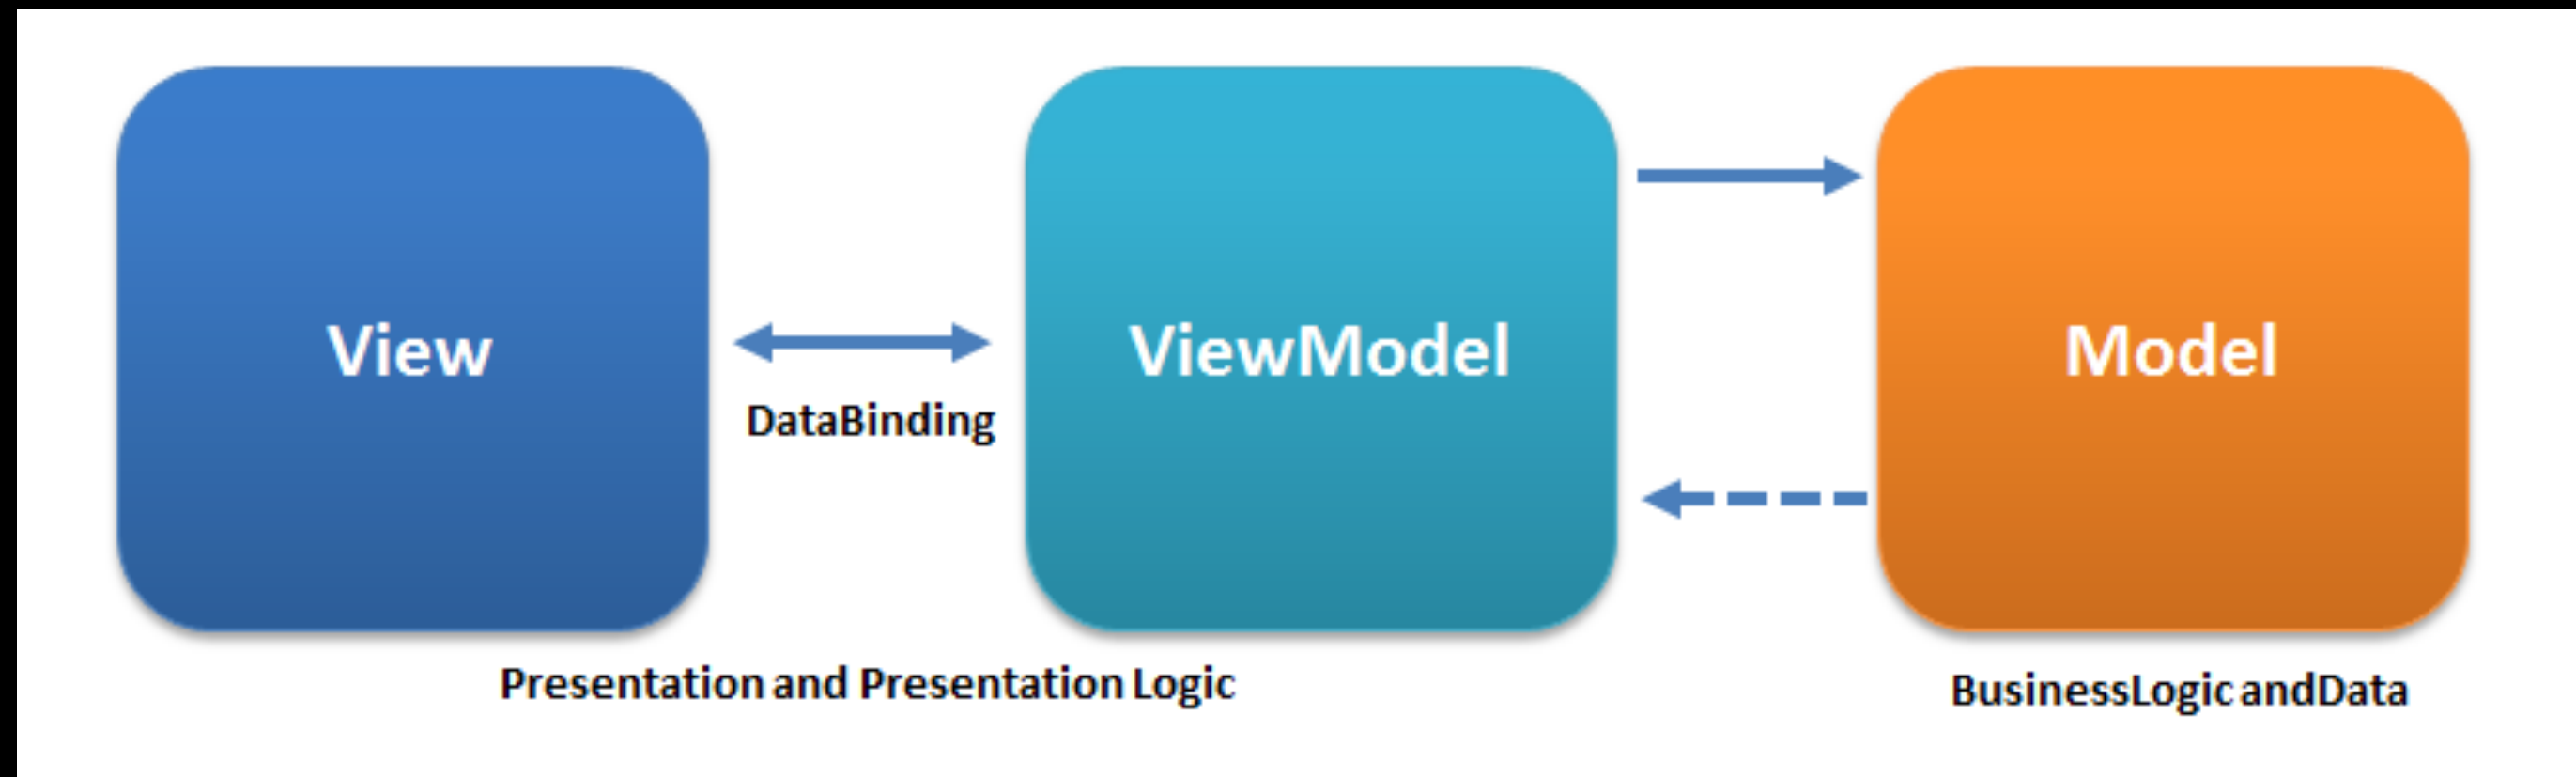 View
ViewModel
Model
DataBinding
Presentation and Presentation Logic
BusinessLogic andData